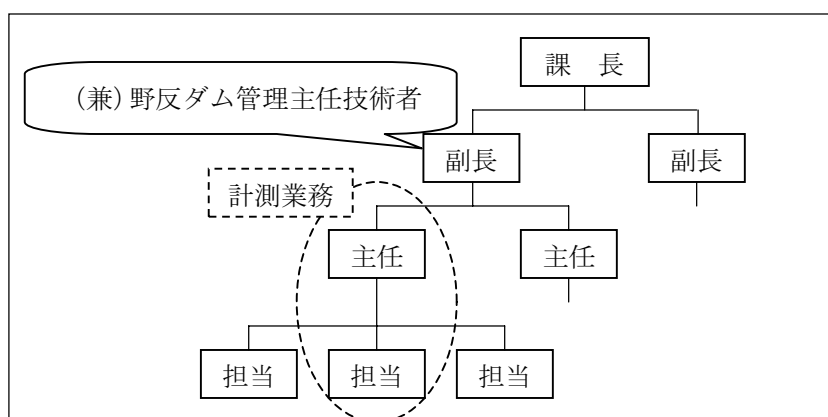 課　長
(兼)野反ダム管理主任技術者
副長
副長
計測業務
主任
主任
担当
担当
担当